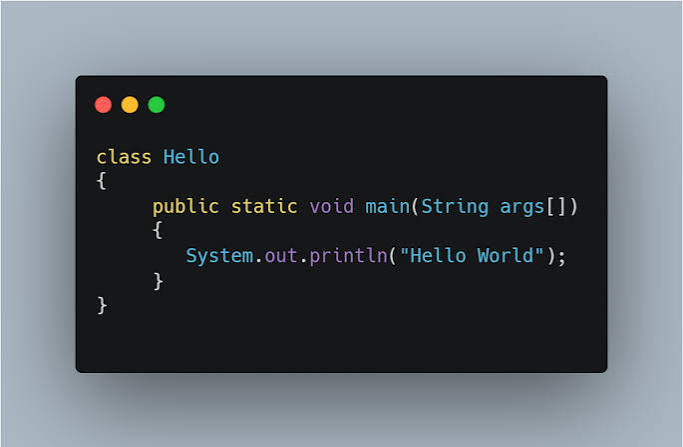 class Hello
{
public static void main(String args[])
{
System.out.println("Hello World");
}
}